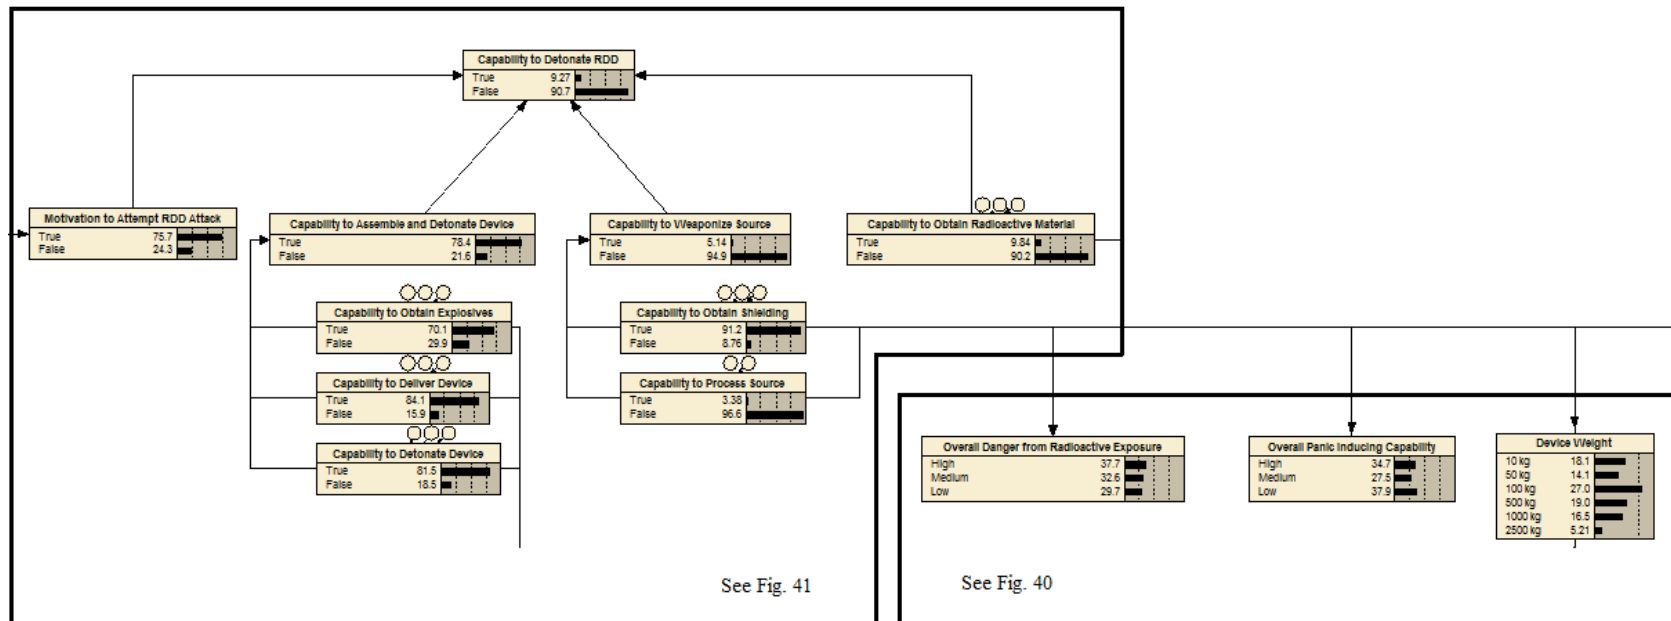 Capability to Detonate RDD
True 9.27
False 90.7
Motivation to Attempt RDD Attack
True 75.7
False 24.3
Capability to Assemble and Detonate Device
True 78.4
False 21.6
Capability to Weaponize Source
True 5.14
False 94.9
Capability to Obtain Radioactive Material
True 9.84
False 90.2
Capability to Obtain Explosives
True 70.1
False 29.9
Capability to Obtain Shielding
True 91.2
False 8.76
Capability to Deliver Device
True 84.1
False 15.9
Capability to Process Source
True 3.38
False 96.6
Capability to Detonate Device
True 81.5
False 18.5
Overall Danger from Radioactive Exposure
High 37.7
Medium 32.6
Low 29.7
Overall Panic Inducing Capability
High 34.7
Medium 27.5
Low 37.9
Device Weight
10 kg 18.1
50 kg 14.1
100 kg 27.0
500 kg 19.0
1000 kg 16.5
2500 kg 5.21
See Fig. 41
See Fig. 40